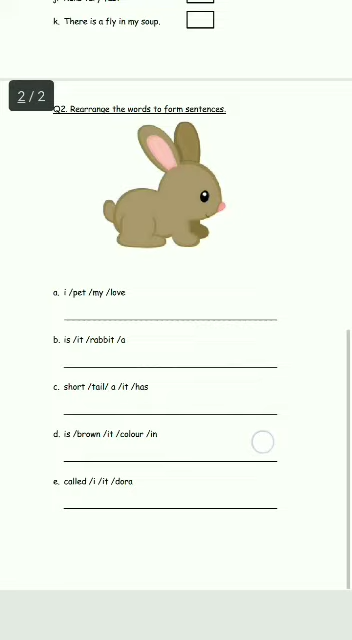 k. There is a fly in my soup.
2 / 2
Q2. Rearrange the words to form sentences.
a. i /pet /my /love
b. is /it /rabbit /a
c. short /tail/ a /it /has
d. is /brown /it /colour /in
e. called /i /it /dora